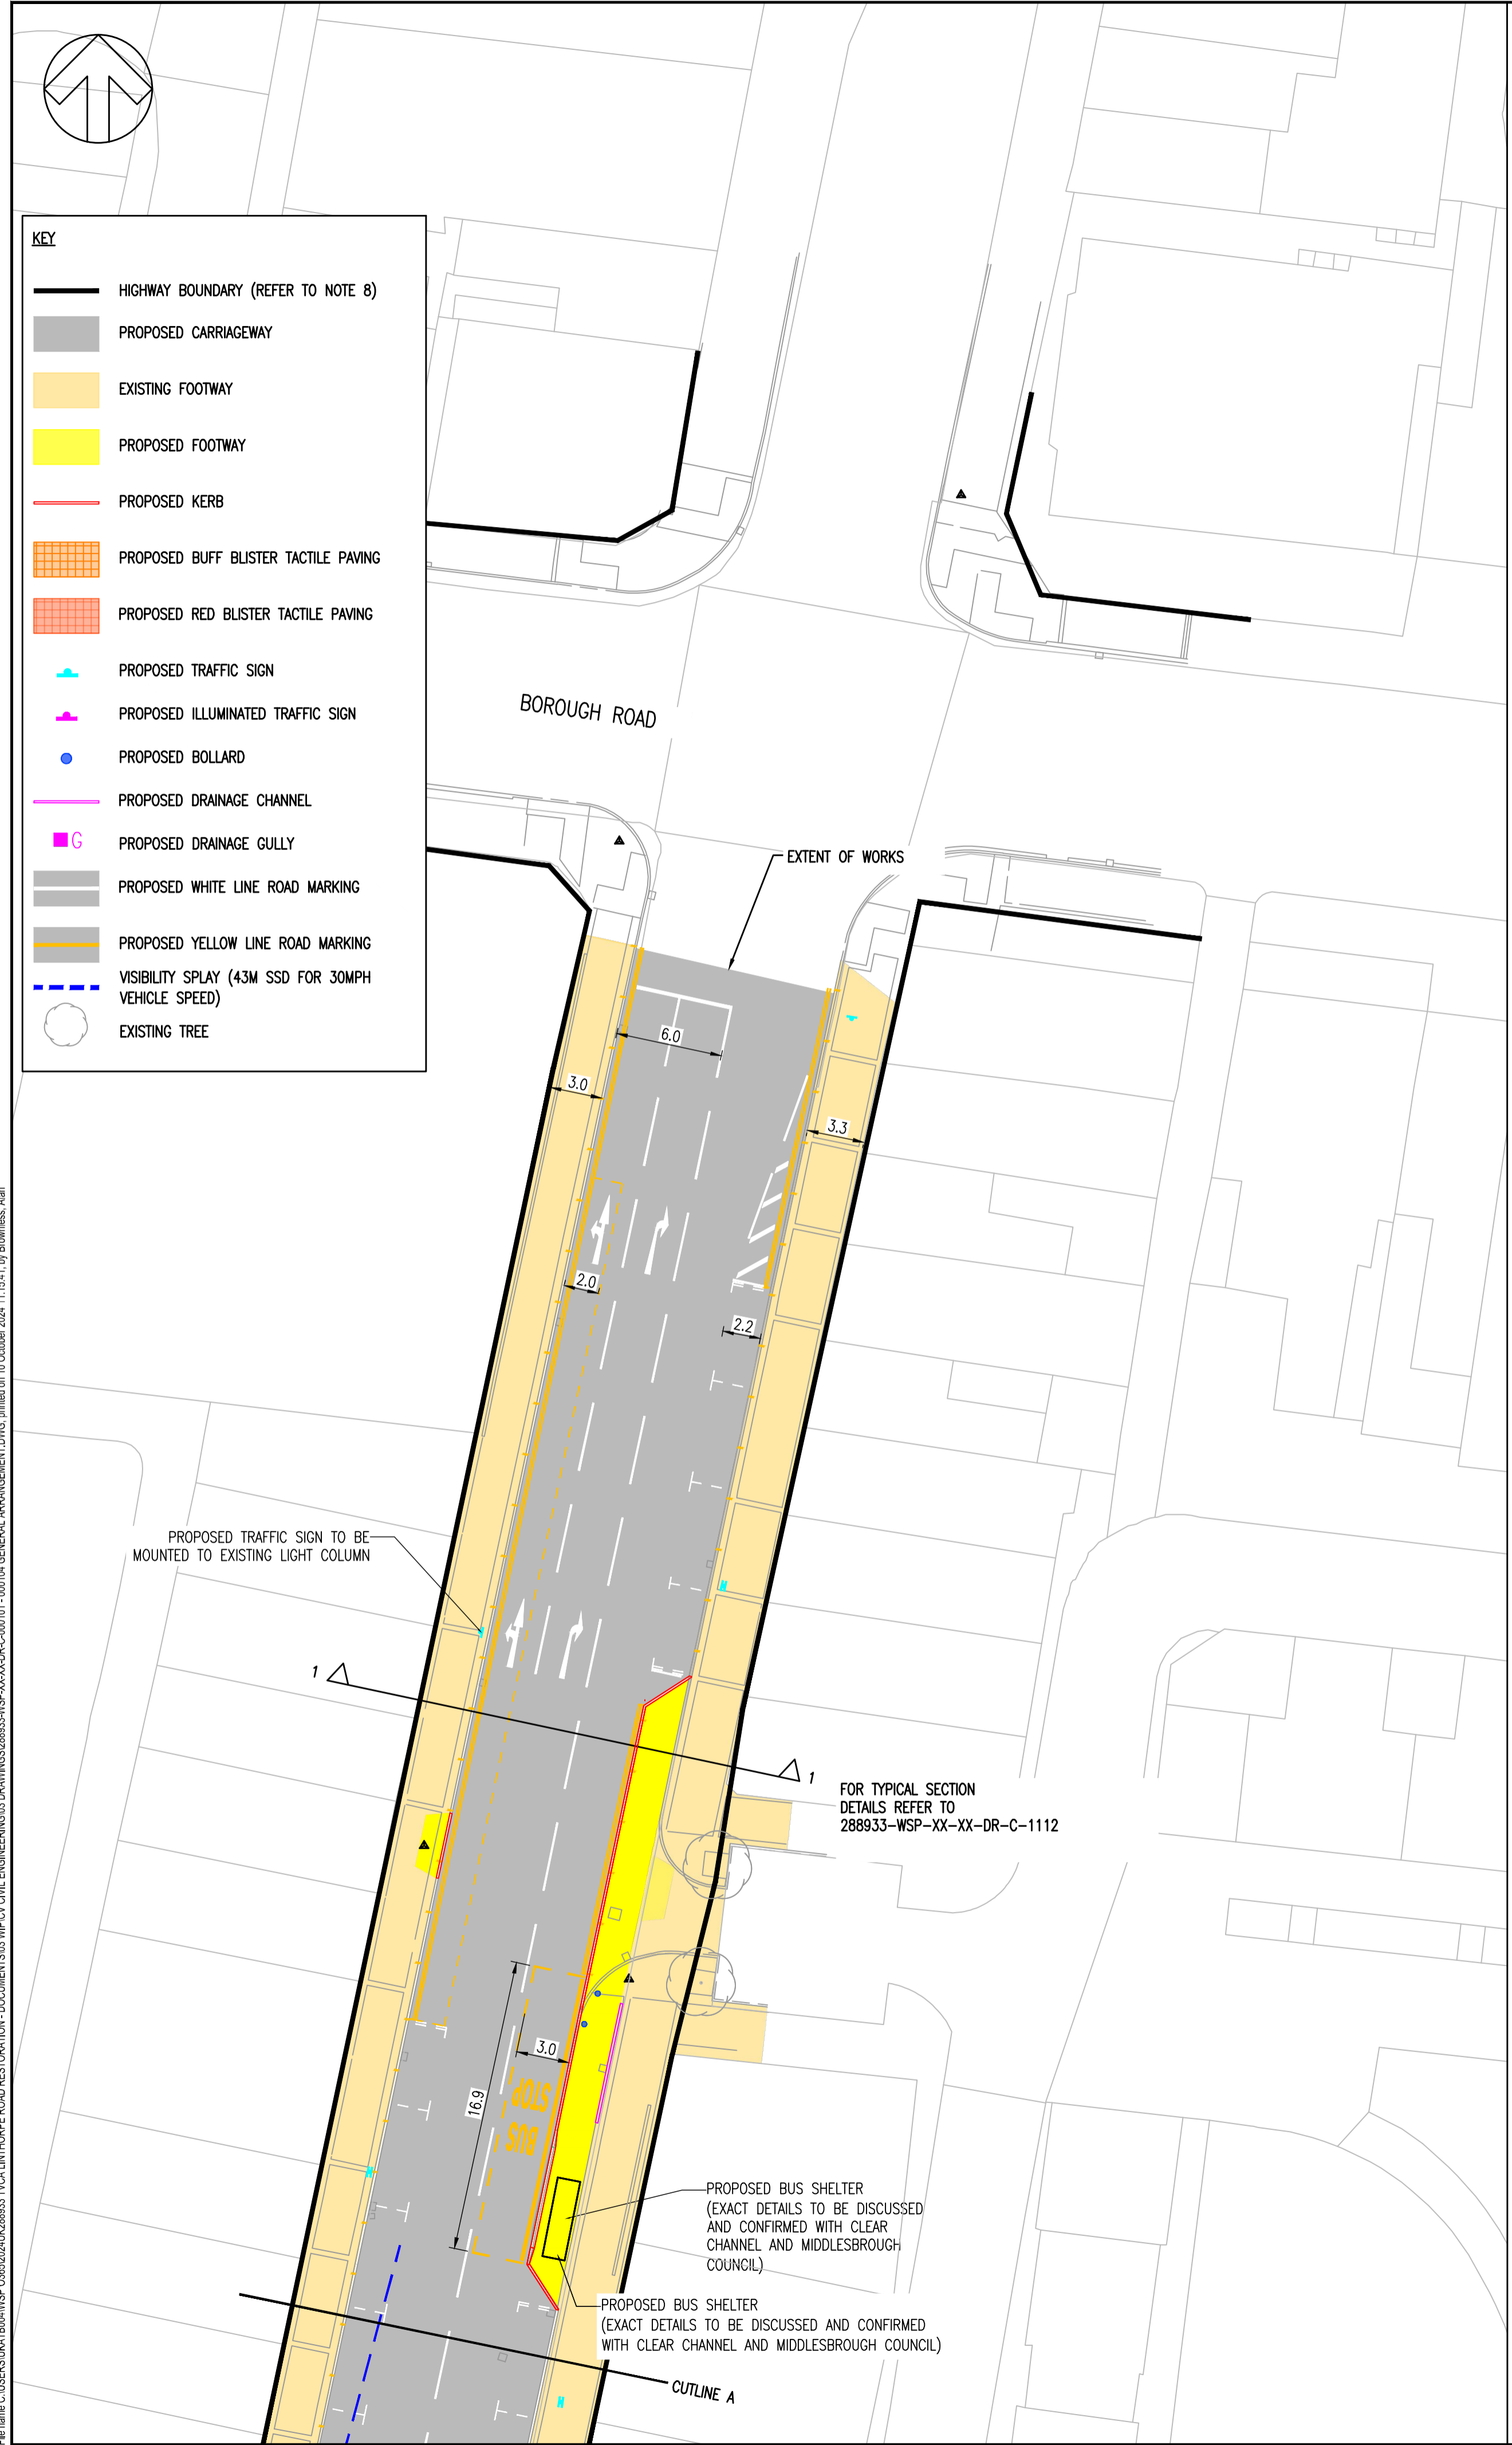 KEY
HIGHWAY BOUNDARY (REFER TO NOTE 8)
PROPOSED CARRIAGEWAY
EXISTING FOOTWAY
PROPOSED FOOTWAY
PROPOSED KERB
PROPOSED BUFF BLISTER TACTILE PAVING
PROPOSED RED BLISTER TACTILE PAVING
PROPOSED TRAFFIC SIGN
PROPOSED ILLUMINATED TRAFFIC SIGN
PROPOSED BOLLARD
PROPOSED DRAINAGE CHANNEL
G
PROPOSED DRAINAGE GULLY
PROPOSED WHITE LINE ROAD MARKING
PROPOSED YELLOW LINE ROAD MARKING
VISIBILITY SPLAY (43M SSD FOR 30MPH
VEHICLE SPEED)
EXISTING TREE
BOROUGH ROAD
EXTENT OF WORKS
6.0
3.0
3.3
2.0
2.2
PROPOSED TRAFFIC SIGN TO BE
MOUNTED TO EXISTING LIGHT COLUMN
1
1
FOR TYPICAL SECTION
DETAILS REFER TO
288933-WSP-XX-XX-DR-C-1112
3.0
16.9
STOP
BUS
PROPOSED BUS SHELTER
(EXACT DETAILS TO BE DISCUSSED
AND CONFIRMED WITH CLEAR
CHANNEL AND MIDDLESBROUGH
COUNCIL)
PROPOSED BUS SHELTER
(EXACT DETAILS TO BE DISCUSSED AND CONFIRMED
WITH CLEAR CHANNEL AND MIDDLESBROUGH COUNCIL)
CUTLINE A